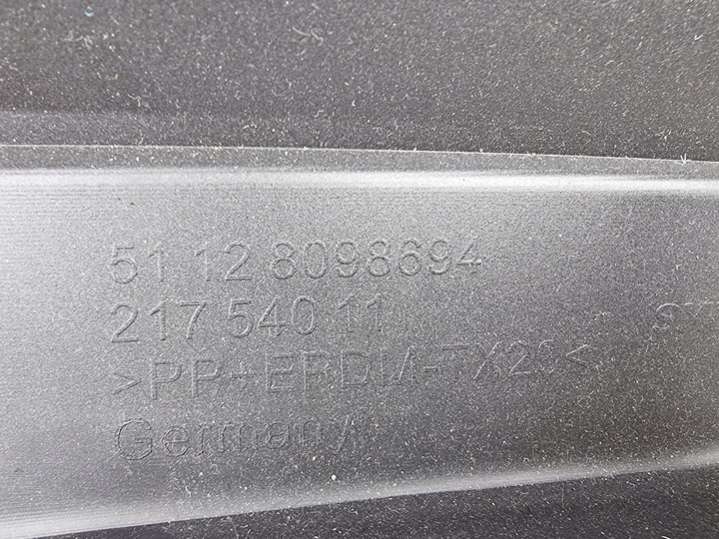 51 12 8098694
217 540 11
>PP+EPDM-TX20<
Germany